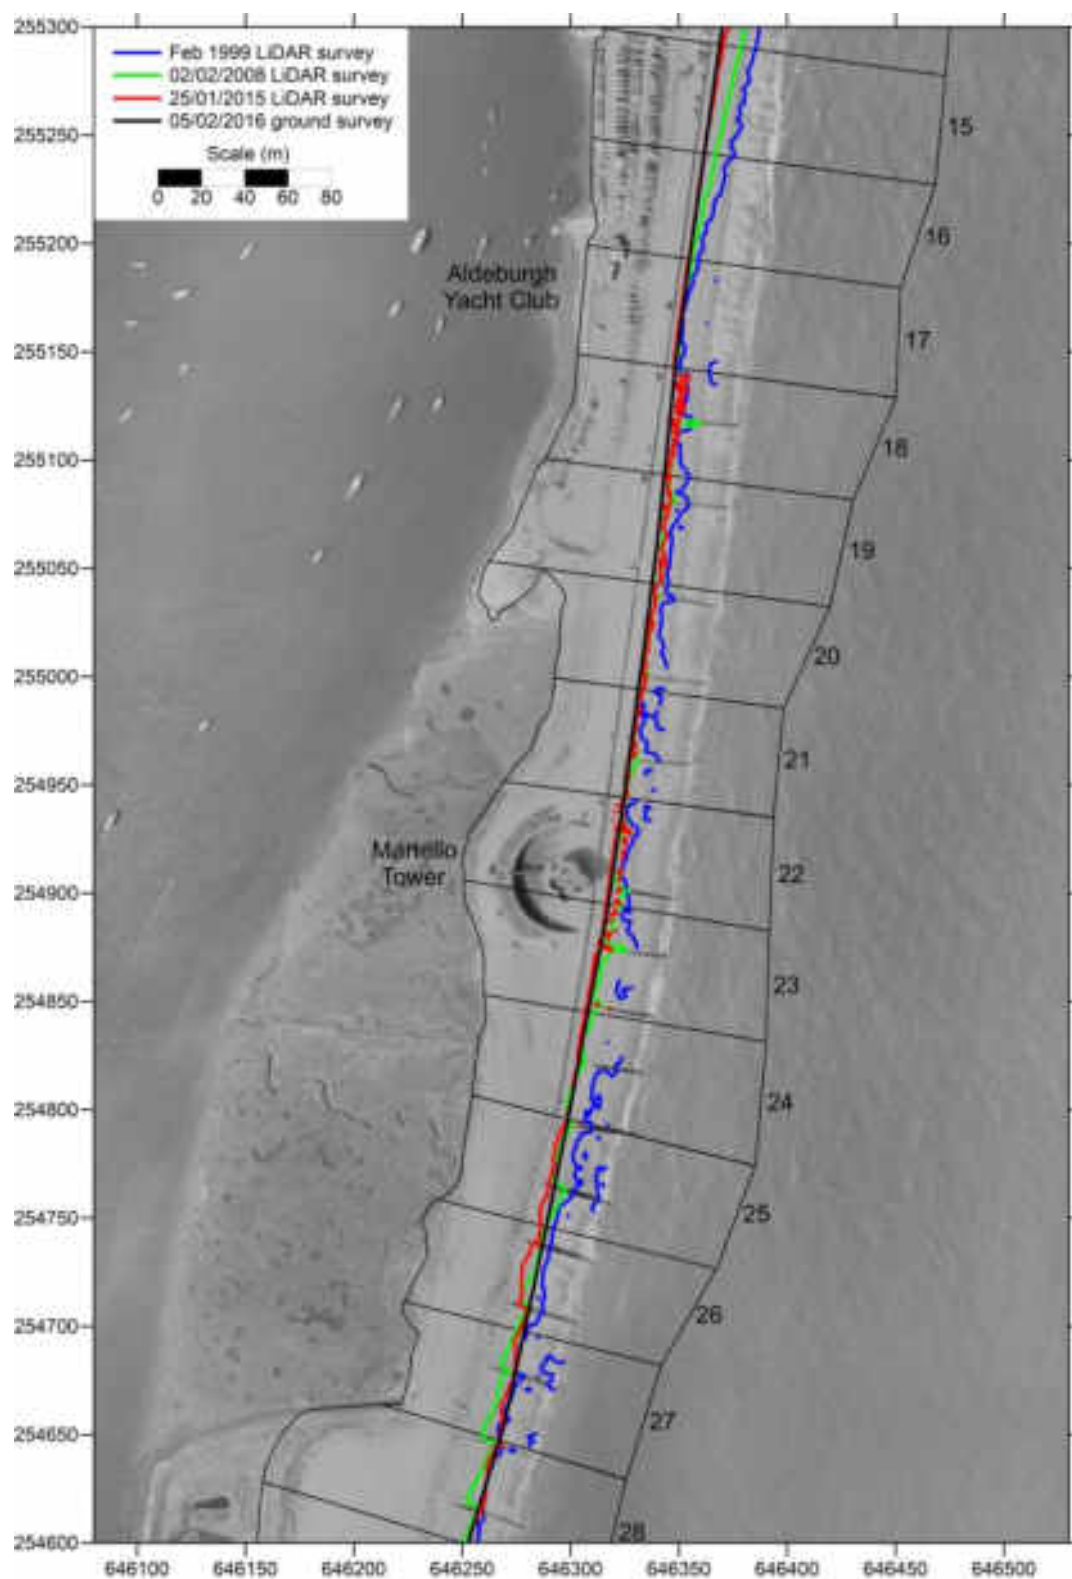 255300
Feb 1999 LiDAR survey
02/02/2008 LiDAR survey
25/01/2015 LiDAR survey
05/02/2016 ground survey
Scale (m)
0 20 40 60 80
255250
15
255200
16
Aldeburgh
Yacht Club
255150
17
255100
18
255050
19
255000
20
254950
21
Martello
Tower
254900
22
254850
23
254800
24
254750
25
254700
26
254650
27
254600
28
646100 646150 646200 646250 646300 646350 646400 646450 646500